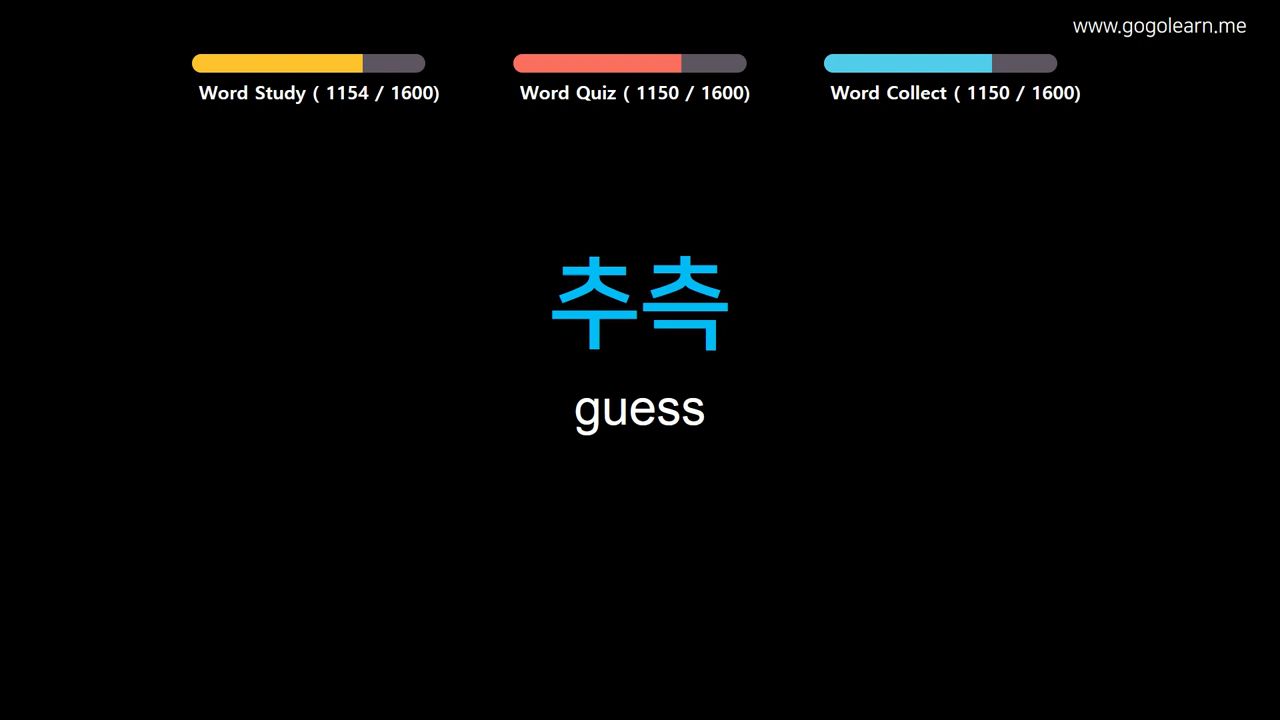 www.gogolearn.me
Word Study ( 1154 / 1600)
Word Quiz ( 1150 / 1600)
Word Collect ( 1150 / 1600)
추측
guess